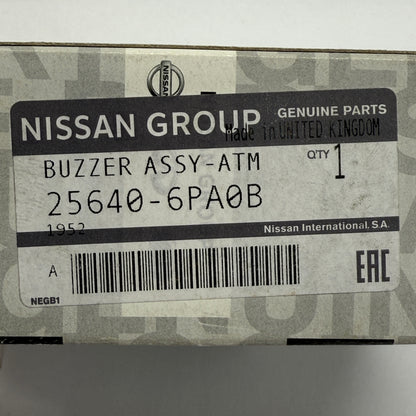 NISSAN GROUP
GENUINE PARTS
Made in UNITED KINGDOM
BUZZER ASSY-ATM
QTY 1
25640-6PA0B
1952
Nissan International. S.A.
A
EAC
NEGB1